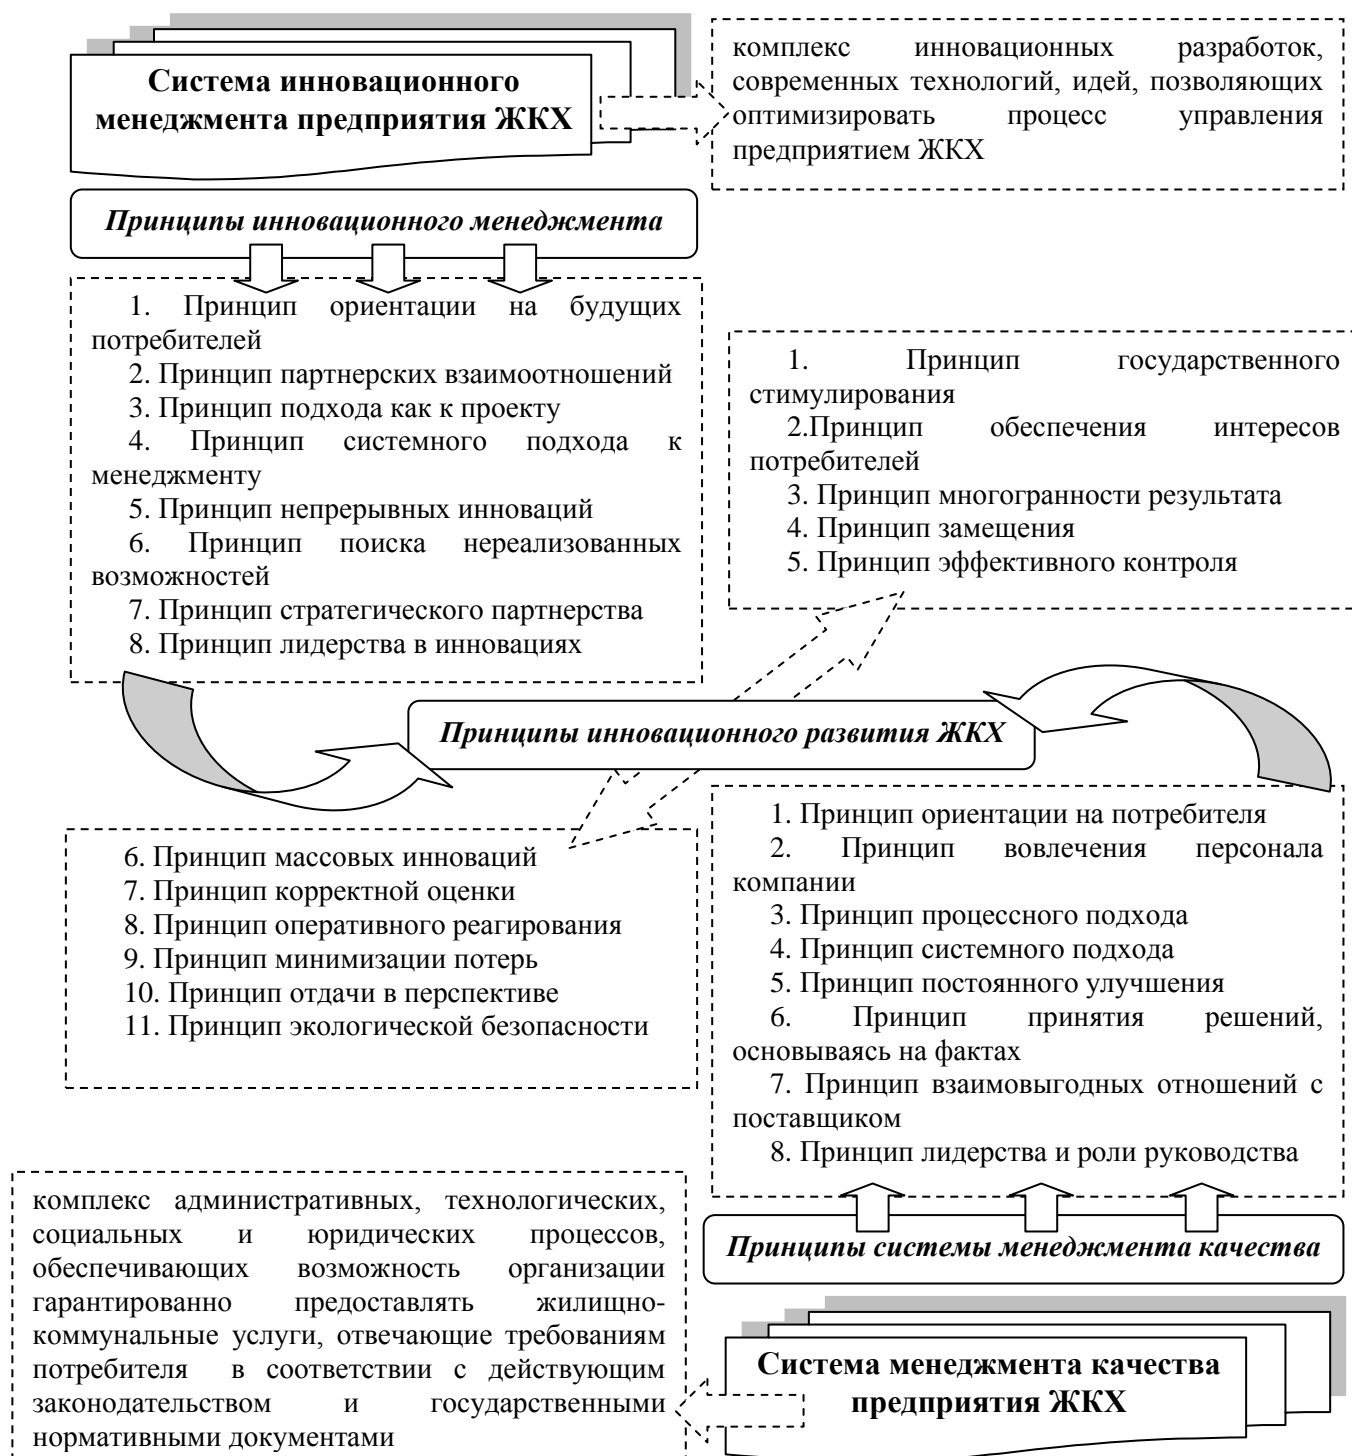 Система инновационного
менеджмента предприятия ЖКХ
комплекс инновационных разработок,
современных технологий, идей, позволяющих
оптимизировать процесс управления
предприятием ЖКХ
Принципы инновационного менеджмента
1. Принцип ориентации на будущих
потребителей
2. Принцип партнерских взаимоотношений
3. Принцип подхода как к проекту
4. Принцип системного подхода к
менеджменту
5. Принцип непрерывных инноваций
6. Принцип поиска нереализованных
возможностей
7. Принцип стратегического партнерства
8. Принцип лидерства в инновациях
1. Принцип государственного
стимулирования
2.Принцип обеспечения интересов
потребителей
3. Принцип многогранности результата
4. Принцип замещения
5. Принцип эффективного контроля
Принципы инновационного развития ЖКХ
6. Принцип массовых инноваций
7. Принцип корректной оценки
8. Принцип оперативного реагирования
9. Принцип минимизации потерь
10. Принцип отдачи в перспективе
11. Принцип экологической безопасности
1. Принцип ориентации на потребителя
2. Принцип вовлечения персонала
компании
3. Принцип процессного подхода
4. Принцип системного подхода
5. Принцип постоянного улучшения
6. Принцип принятия решений,
основываясь на фактах
7. Принцип взаимовыгодных отношений с
поставщиком
8. Принцип лидерства и роли руководства
Принципы системы менеджмента качества
комплекс административных, технологических,
социальных и юридических процессов,
обеспечивающих возможность организации
гарантированно предоставлять жилищно-
коммунальные услуги, отвечающие требованиям
потребителя в соответствии с действующим
законодательством и государственными
нормативными документами
Система менеджмента качества
предприятия ЖКХ